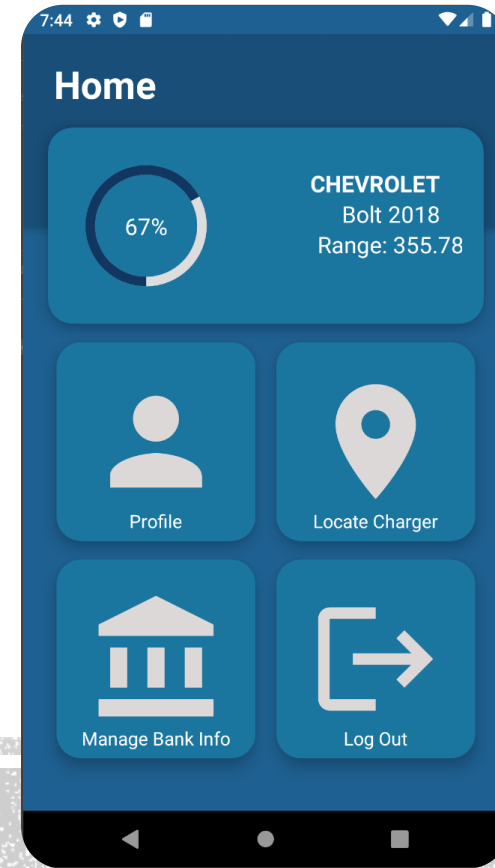 7:44
Home
67%
CHEVROLET
Bolt 2018
Range: 355.78
Profile
Locate Charger
Manage Bank Info
Log Out